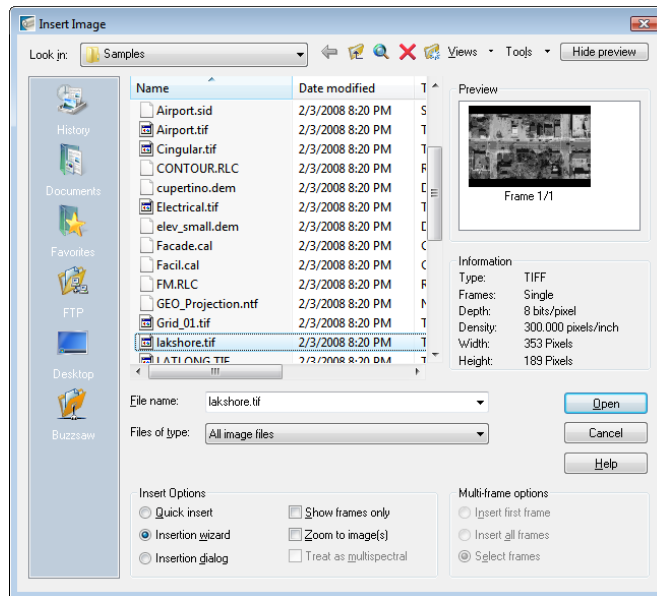 Insert Image
Look in: Samples Views Tools Hide preview
History
Documents
Favorites
FTP
Desktop
Buzzsaw
Name Date modified T
Airport.sid 2/3/2008 8:20 PM S
Airport.tif 2/3/2008 8:20 PM T
Cingular.tif 2/3/2008 8:20 PM T
CONTOUR.RLC 2/3/2008 8:20 PM R
cupertino.dem 2/3/2008 8:20 PM D
Electrical.tif 2/3/2008 8:20 PM T
elev_small.dem 2/3/2008 8:20 PM D
Facade.cal 2/3/2008 8:20 PM C
Facil.cal 2/3/2008 8:20 PM C
FM.RLC 2/3/2008 8:20 PM R
GEO_Projection.ntf 2/3/2008 8:20 PM N
Grid_01.tif 2/3/2008 8:20 PM T
lakshore.tif 2/3/2008 8:20 PM T
LATLONG.TIF 2/3/2008 8:20 PM T
Preview
Frame 1/1
Information
Type: TIFF
Frames: Single
Depth: 8 bits/pixel
Density: 300.000 pixels/inch
Width: 353 Pixels
Height: 189 Pixels
File name: lakshore.tif Open
Files of type: All image files Cancel
Help
Insert Options
Quick insert Show frames only
Insertion wizard Zoom to image(s)
Insertion dialog Treat as multispectral
Multi-frame options
Insert first frame
Insert all frames
Select frames